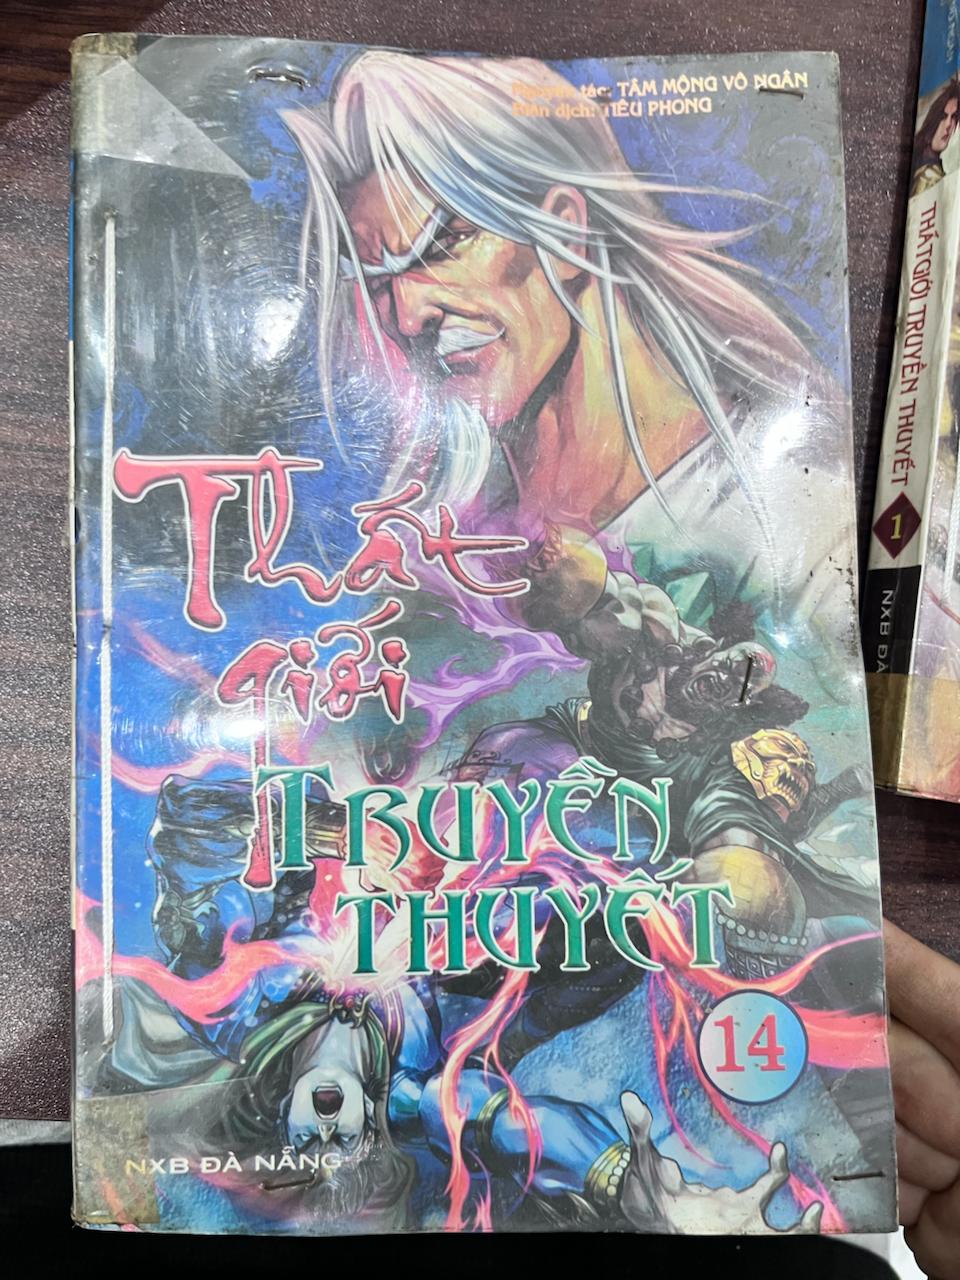 Nguyên tác: TÂM MỘNG VÔ NGÂN
Biên dịch: TIÊU PHONG
Thất
giới
TRUYỀN
THUYẾT
14
NXB ĐÀ NẴNG
THẤT GIỚI TRUYỀN THUYẾT
1
NXB ĐÀ